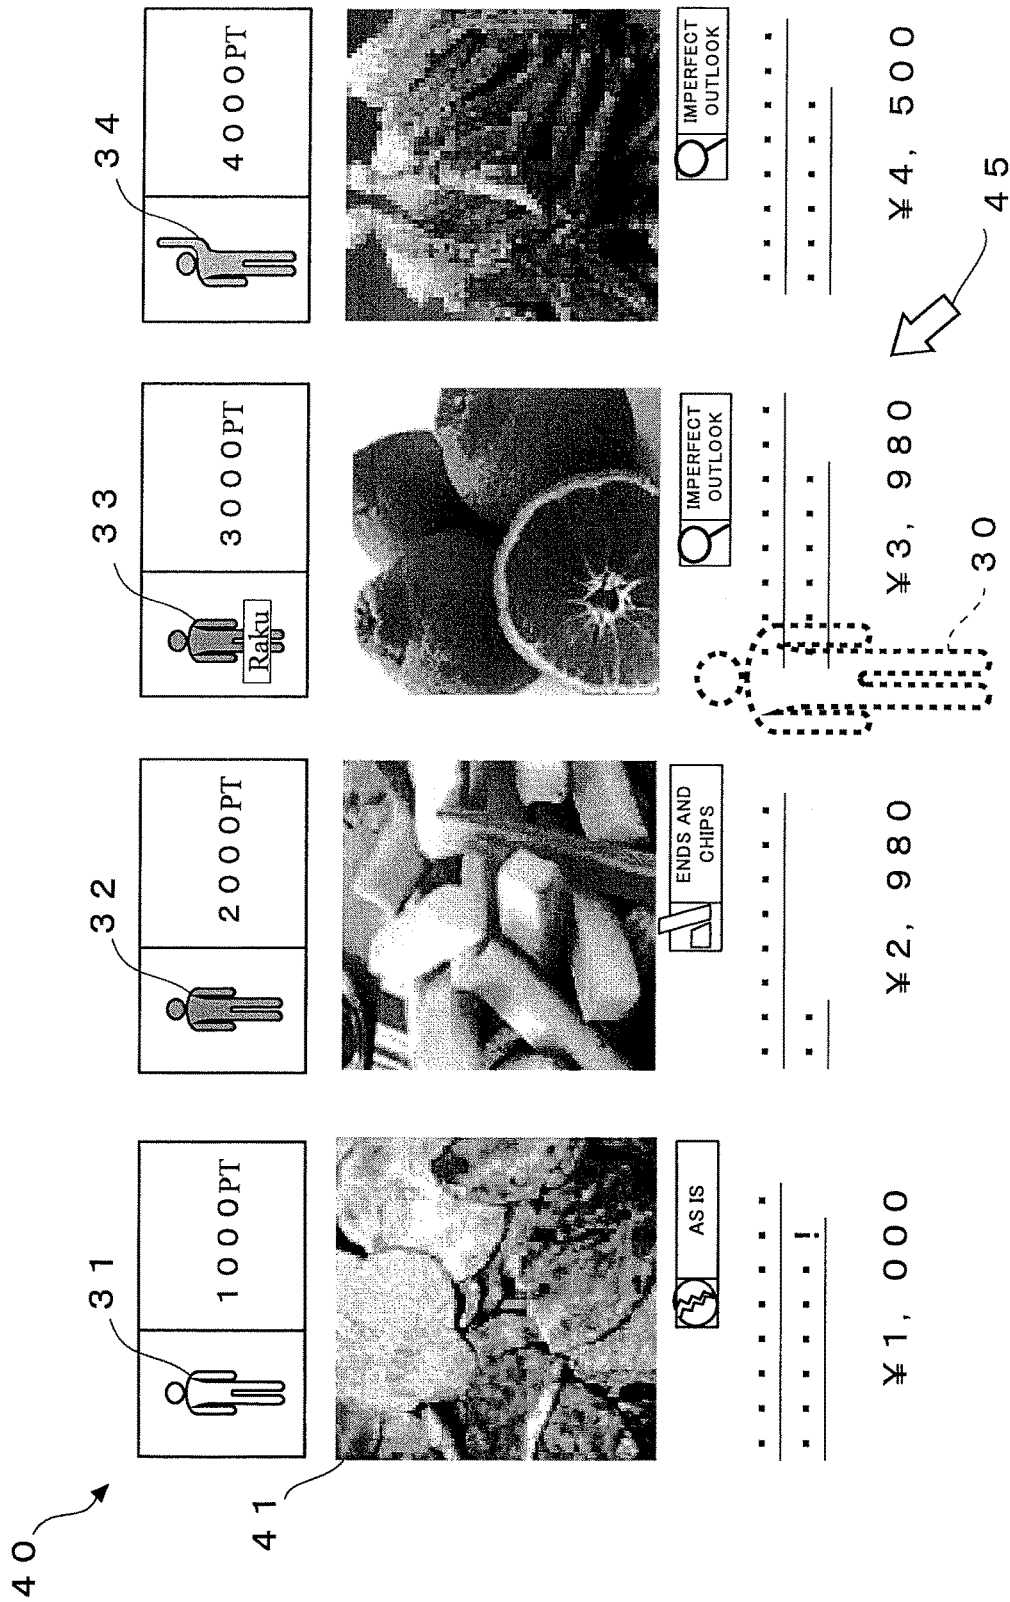 40
31
1000PT
32
2000PT
33
Raku
3000PT
34
4000PT
41
AS IS
ENDS AND
CHIPS
IMPERFECT
OUTLOOK
IMPERFECT
OUTLOOK
¥1, 000
¥2, 980
¥3, 980
¥4, 500
30
45